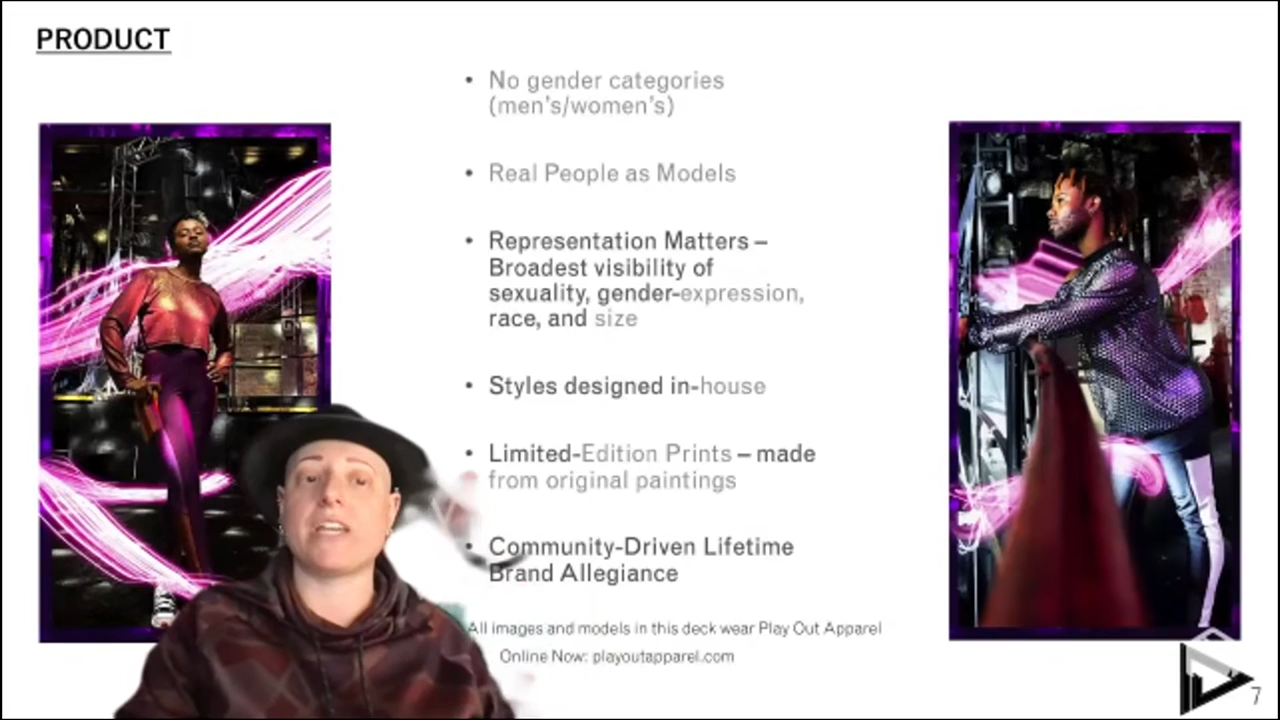 PRODUCT
• No gender categories
(men's/women's)
• Real People as Models
• Representation Matters –
Broadest visibility of
sexuality, gender-expression,
race, and size
• Styles designed in-house
• Limited-Edition Prints – made
from original paintings
• Community-Driven Lifetime
Brand Allegiance
All images and models in this deck wear Play Out Apparel
Online Now: playoutapparel.com
7